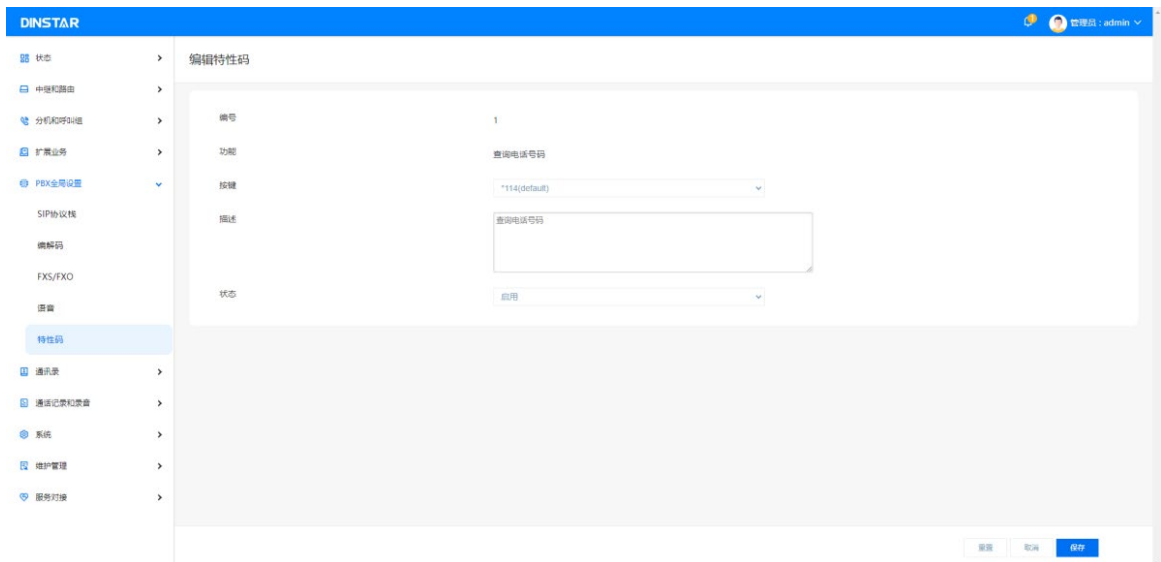 DINSTAR
管理员 : admin
状态
中继和路由
分机和呼叫组
扩展业务
PBX全局设置
SIP协议栈
编解码
FXS/FXO
语音
特性码
通讯录
通话记录和录音
系统
维护管理
服务对接
编辑特性码
编号
1
功能
查询电话号码
按键
*114(default)
描述
查询电话号码
状态
启用
重置
取消
保存